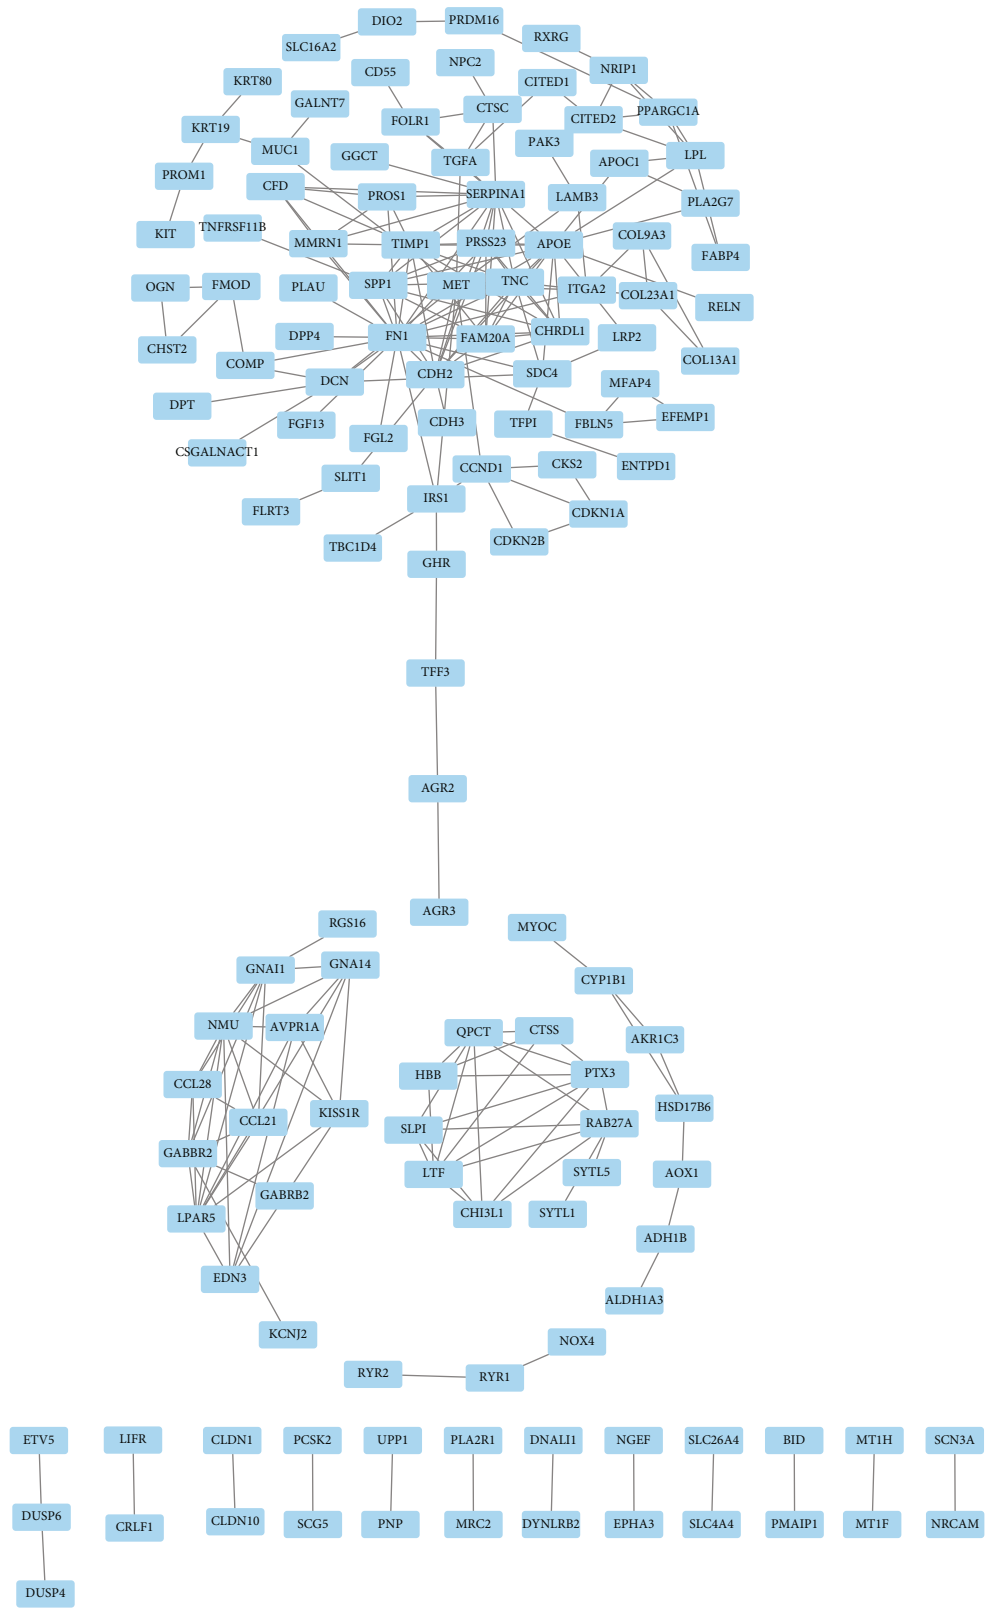 DIO2
PRDM16
RXRG
SLC16A2
NPC2
NRIP1
CD55
KRT80
CITED1
GALNT7
CTSC
PPARGC1A
FOLR1
CITED2
KRT19
PAK3
MUC1
GGCT
TGFA
APOC1
LPL
PROM1
CFD
PROS1
SERPINA1
LAMB3
PLA2G7
KIT
TNFRSF11B
MMRN1
TIMP1
PRSS23
APOE
COL9A3
FABP4
OGN
FMOD
PLAU
SPP1
MET
TNC
ITGA2
COL23A1
RELN
CHST2
DPP4
FN1
FAM20A
CHRDL1
LRP2
COL13A1
COMP
DCN
CDH2
SDC4
MFAP4
DPT
FGF13
CDH3
TFPI
FBLN5
EFEMP1
CSGALNACT1
FGL2
SLIT1
CCND1
CKS2
ENTPD1
FLRT3
IRS1
CDKN1A
TBC1D4
CDKN2B
GHR
TFF3
AGR2
AGR3
RGS16
MYOC
GNAI1
GNA14
CYP1B1
NMU
AVPR1A
QPCT
CTSS
AKR1C3
CCL28
HBB
PTX3
CCL21
KISS1R
SLPI
RAB27A
HSD17B6
GABBR2
LTF
SYTL5
AOX1
GABRB2
LPAR5
CHI3L1
SYTL1
ADH1B
EDN3
ALDH1A3
KCNJ2
NOX4
RYR2
RYR1
ETV5
LIFR
CLDN1
PCSK2
UPP1
PLA2R1
DNALI1
NGEF
SLC26A4
BID
MT1H
SCN3A
DUSP6
CRLF1
CLDN10
SCG5
PNP
MRC2
DYNLRB2
EPHA3
SLC4A4
PMAIP1
MT1F
NRCAM
DUSP4